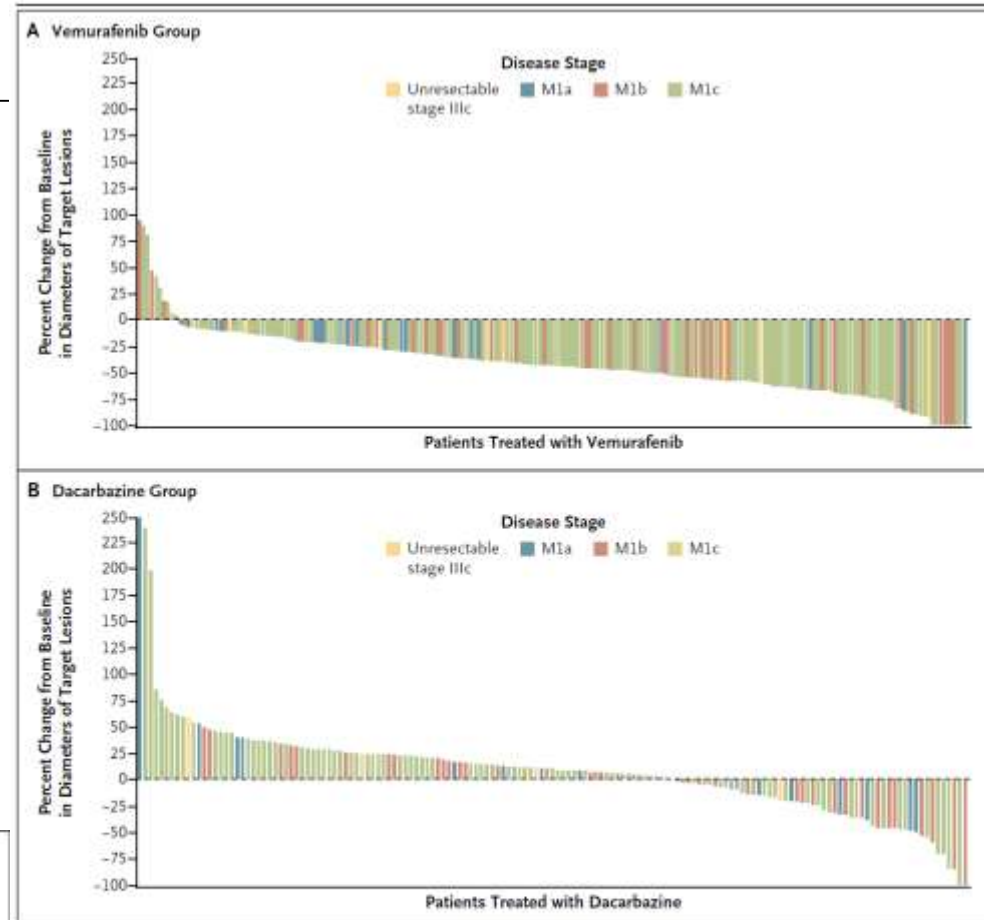 A Vemurafenib Group
Disease Stage
Unresectable stage IIIc
M1a
M1b
M1c
250
225
200
175
150
125
100
75
50
25
0
-25
-50
-75
-100
Percent Change from Baseline
in Diameters of Target Lesions
Patients Treated with Vemurafenib
B Dacarbazine Group
Disease Stage
Unresectable stage IIIc
M1a
M1b
M1c
250
225
200
175
150
125
100
75
50
25
0
-25
-50
-75
-100
Percent Change from Baseline
in Diameters of Target Lesions
Patients Treated with Dacarbazine